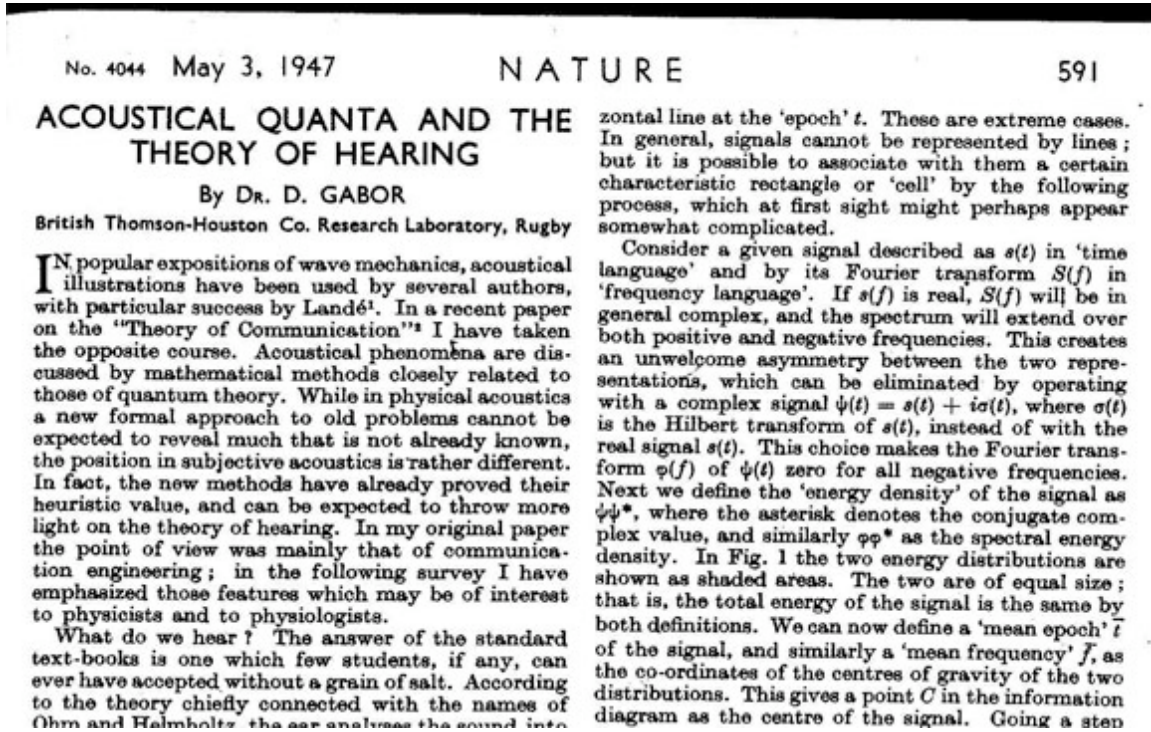 No. 4044 May 3, 1947 NATURE 591
ACOUSTICAL QUANTA AND THE
THEORY OF HEARING
By DR. D. GABOR
British Thomson-Houston Co. Research Laboratory, Rugby
IN popular expositions of wave mechanics, acoustical
illustrations have been used by several authors,
with particular success by Landé¹. In a recent paper
on the "Theory of Communication"² I have taken
the opposite course. Acoustical phenomena are dis-
cussed by mathematical methods closely related to
those of quantum theory. While in physical acoustics
a new formal approach to old problems cannot be
expected to reveal much that is not already known,
the position in subjective acoustics is rather different.
In fact, the new methods have already proved their
heuristic value, and can be expected to throw more
light on the theory of hearing. In my original paper
the point of view was mainly that of communica-
tion engineering; in the following survey I have
emphasized those features which may be of interest
to physicists and to physiologists.
What do we hear? The answer of the standard
text-books is one which few students, if any, can
ever have accepted without a grain of salt. According
to the theory chiefly connected with the names of
Ohm and Helmholtz, the ear analyses the sound into
zontal line at the 'epoch' t. These are extreme cases.
In general, signals cannot be represented by lines;
but it is possible to associate with them a certain
characteristic rectangle or 'cell' by the following
process, which at first sight might perhaps appear
somewhat complicated.
Consider a given signal described as s(t) in 'time
language' and by its Fourier transform S(f) in
'frequency language'. If s(f) is real, S(f) will be in
general complex, and the spectrum will extend over
both positive and negative frequencies. This creates
an unwelcome asymmetry between the two repre-
sentations, which can be eliminated by operating
with a complex signal ψ(t) = s(t) + iσ(t), where σ(t)
is the Hilbert transform of s(t), instead of with the
real signal s(t). This choice makes the Fourier trans-
form φ(f) of ψ(t) zero for all negative frequencies.
Next we define the 'energy density' of the signal as
ψψ*, where the asterisk denotes the conjugate com-
plex value, and similarly φφ* as the spectral energy
density. In Fig. 1 the two energy distributions are
shown as shaded areas. The two are of equal size;
that is, the total energy of the signal is the same by
both definitions. We can now define a 'mean epoch' t̄
of the signal, and similarly a 'mean frequency' f̄, as
the co-ordinates of the centres of gravity of the two
distributions. This gives a point C in the information
diagram as the centre of the signal. Going a step